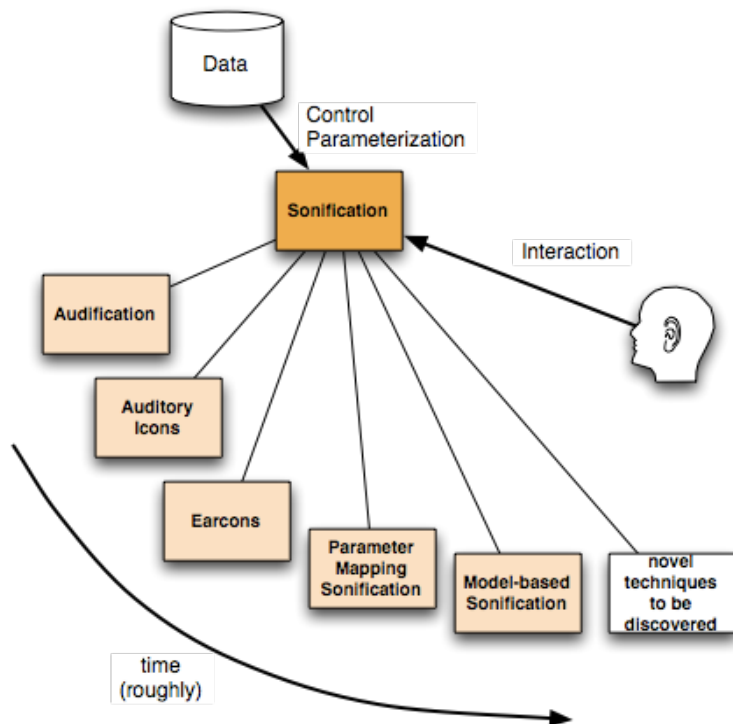 Data
Control
Parameterization
Sonification
Interaction
Audification
Auditory
Icons
Earcons
Parameter
Mapping
Sonification
Model-based
Sonification
novel
techniques
to be
discovered
time
(roughly)